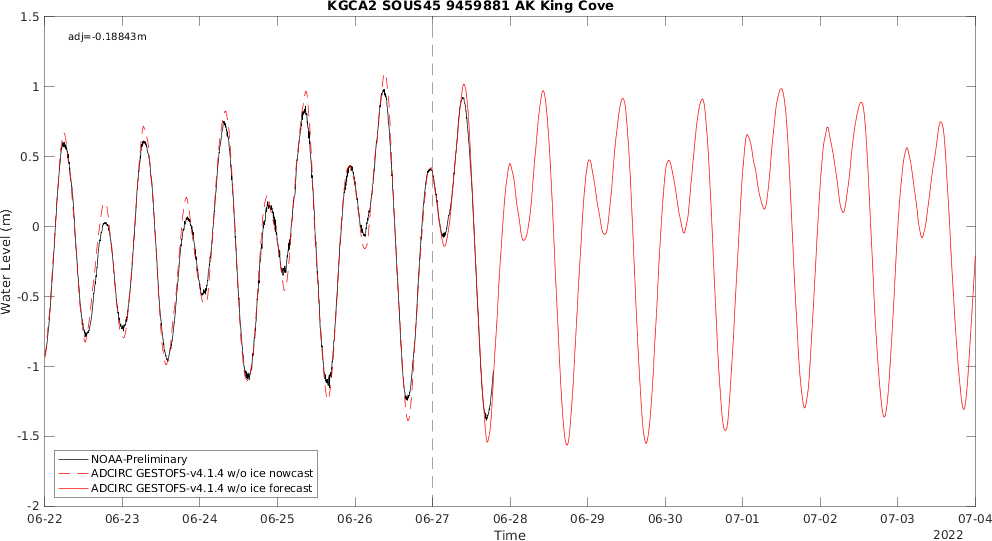 KGCA2 SOUS45 9459881 AK King Cove
adj=-0.18843m
1.5
1
0.5
0
-0.5
-1
-1.5
-2
Water Level (m)
NOAA-Preliminary
ADCIRC GESTOFS-v4.1.4 w/o ice nowcast
ADCIRC GESTOFS-v4.1.4 w/o ice forecast
06-22 06-23 06-24 06-25 06-26 06-27 06-28 06-29 06-30 07-01 07-02 07-03 07-04
Time
2022